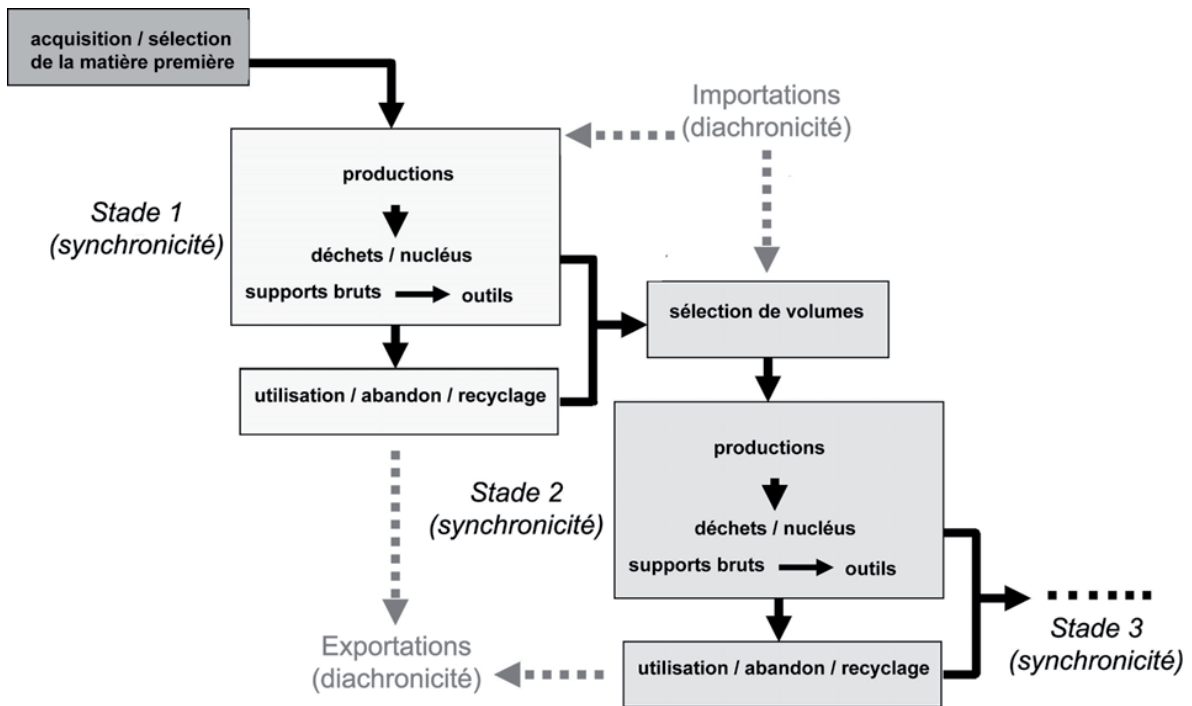 acquisition / sélection
de la matière première
Importations
(diachronicité)
productions
Stade 1
(synchronicité)
déchets / nucléus
supports bruts
outils
sélection de volumes
utilisation / abandon / recyclage
productions
Stade 2
(synchronicité)
déchets / nucléus
supports bruts
outils
Exportations
(diachronicité)
utilisation / abandon / recyclage
Stade 3
(synchronicité)